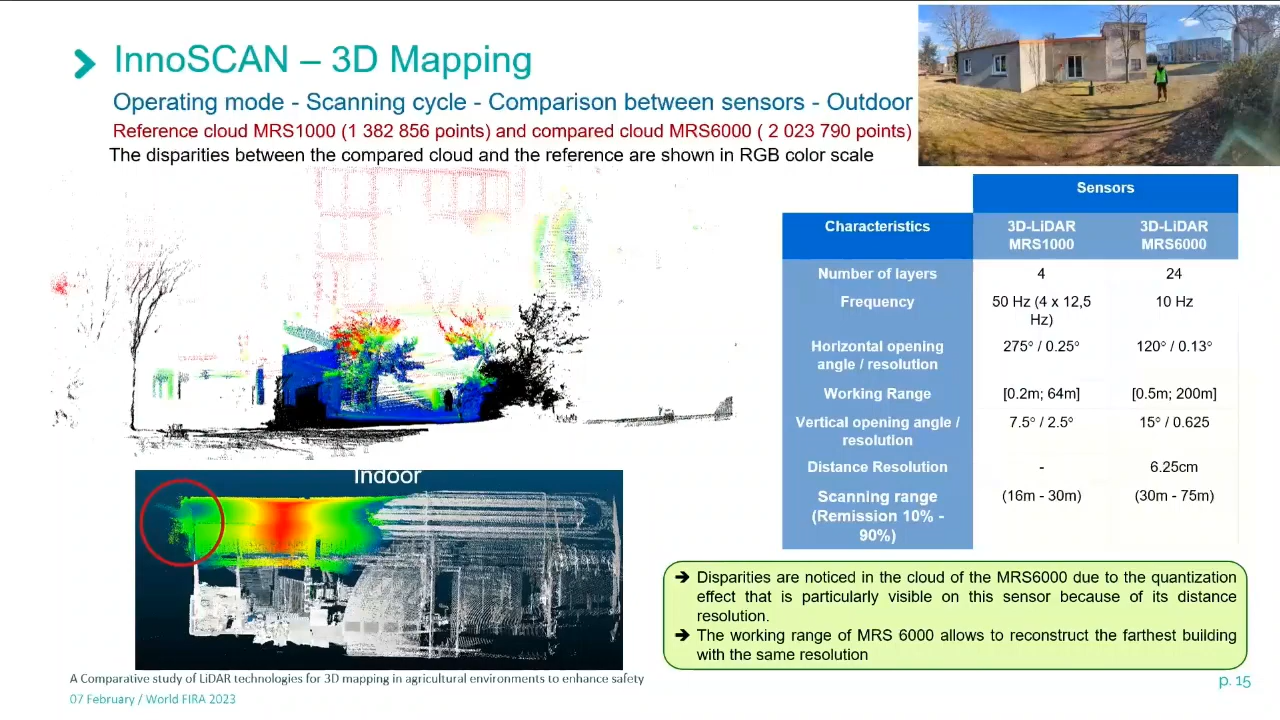 InnoSCAN – 3D Mapping
Operating mode - Scanning cycle - Comparison between sensors - Outdoor
Reference cloud MRS1000 (1 382 856 points) and compared cloud MRS6000 ( 2 023 790 points)
The disparities between the compared cloud and the reference are shown in RGB color scale
Sensors
Characteristics
3D-LiDAR
MRS1000
3D-LiDAR
MRS6000
Number of layers
4
24
Frequency
50 Hz (4 x 12,5
Hz)
10 Hz
Horizontal opening
angle / resolution
275° / 0.25°
120° / 0.13°
Working Range
[0.2m; 64m]
[0.5m; 200m]
Vertical opening angle /
resolution
7.5° / 2.5°
15° / 0.625
Distance Resolution
-
6.25cm
Scanning range
(Remission 10% -
90%)
(16m - 30m)
(30m - 75m)
Indoor
➔ Disparities are noticed in the cloud of the MRS6000 due to the quantization
effect that is particularly visible on this sensor because of its distance
resolution.
➔ The working range of MRS 6000 allows to reconstruct the farthest building
with the same resolution
A Comparative study of LiDAR technologies for 3D mapping in agricultural environments to enhance safety
07 February / World FIRA 2023
p. 15